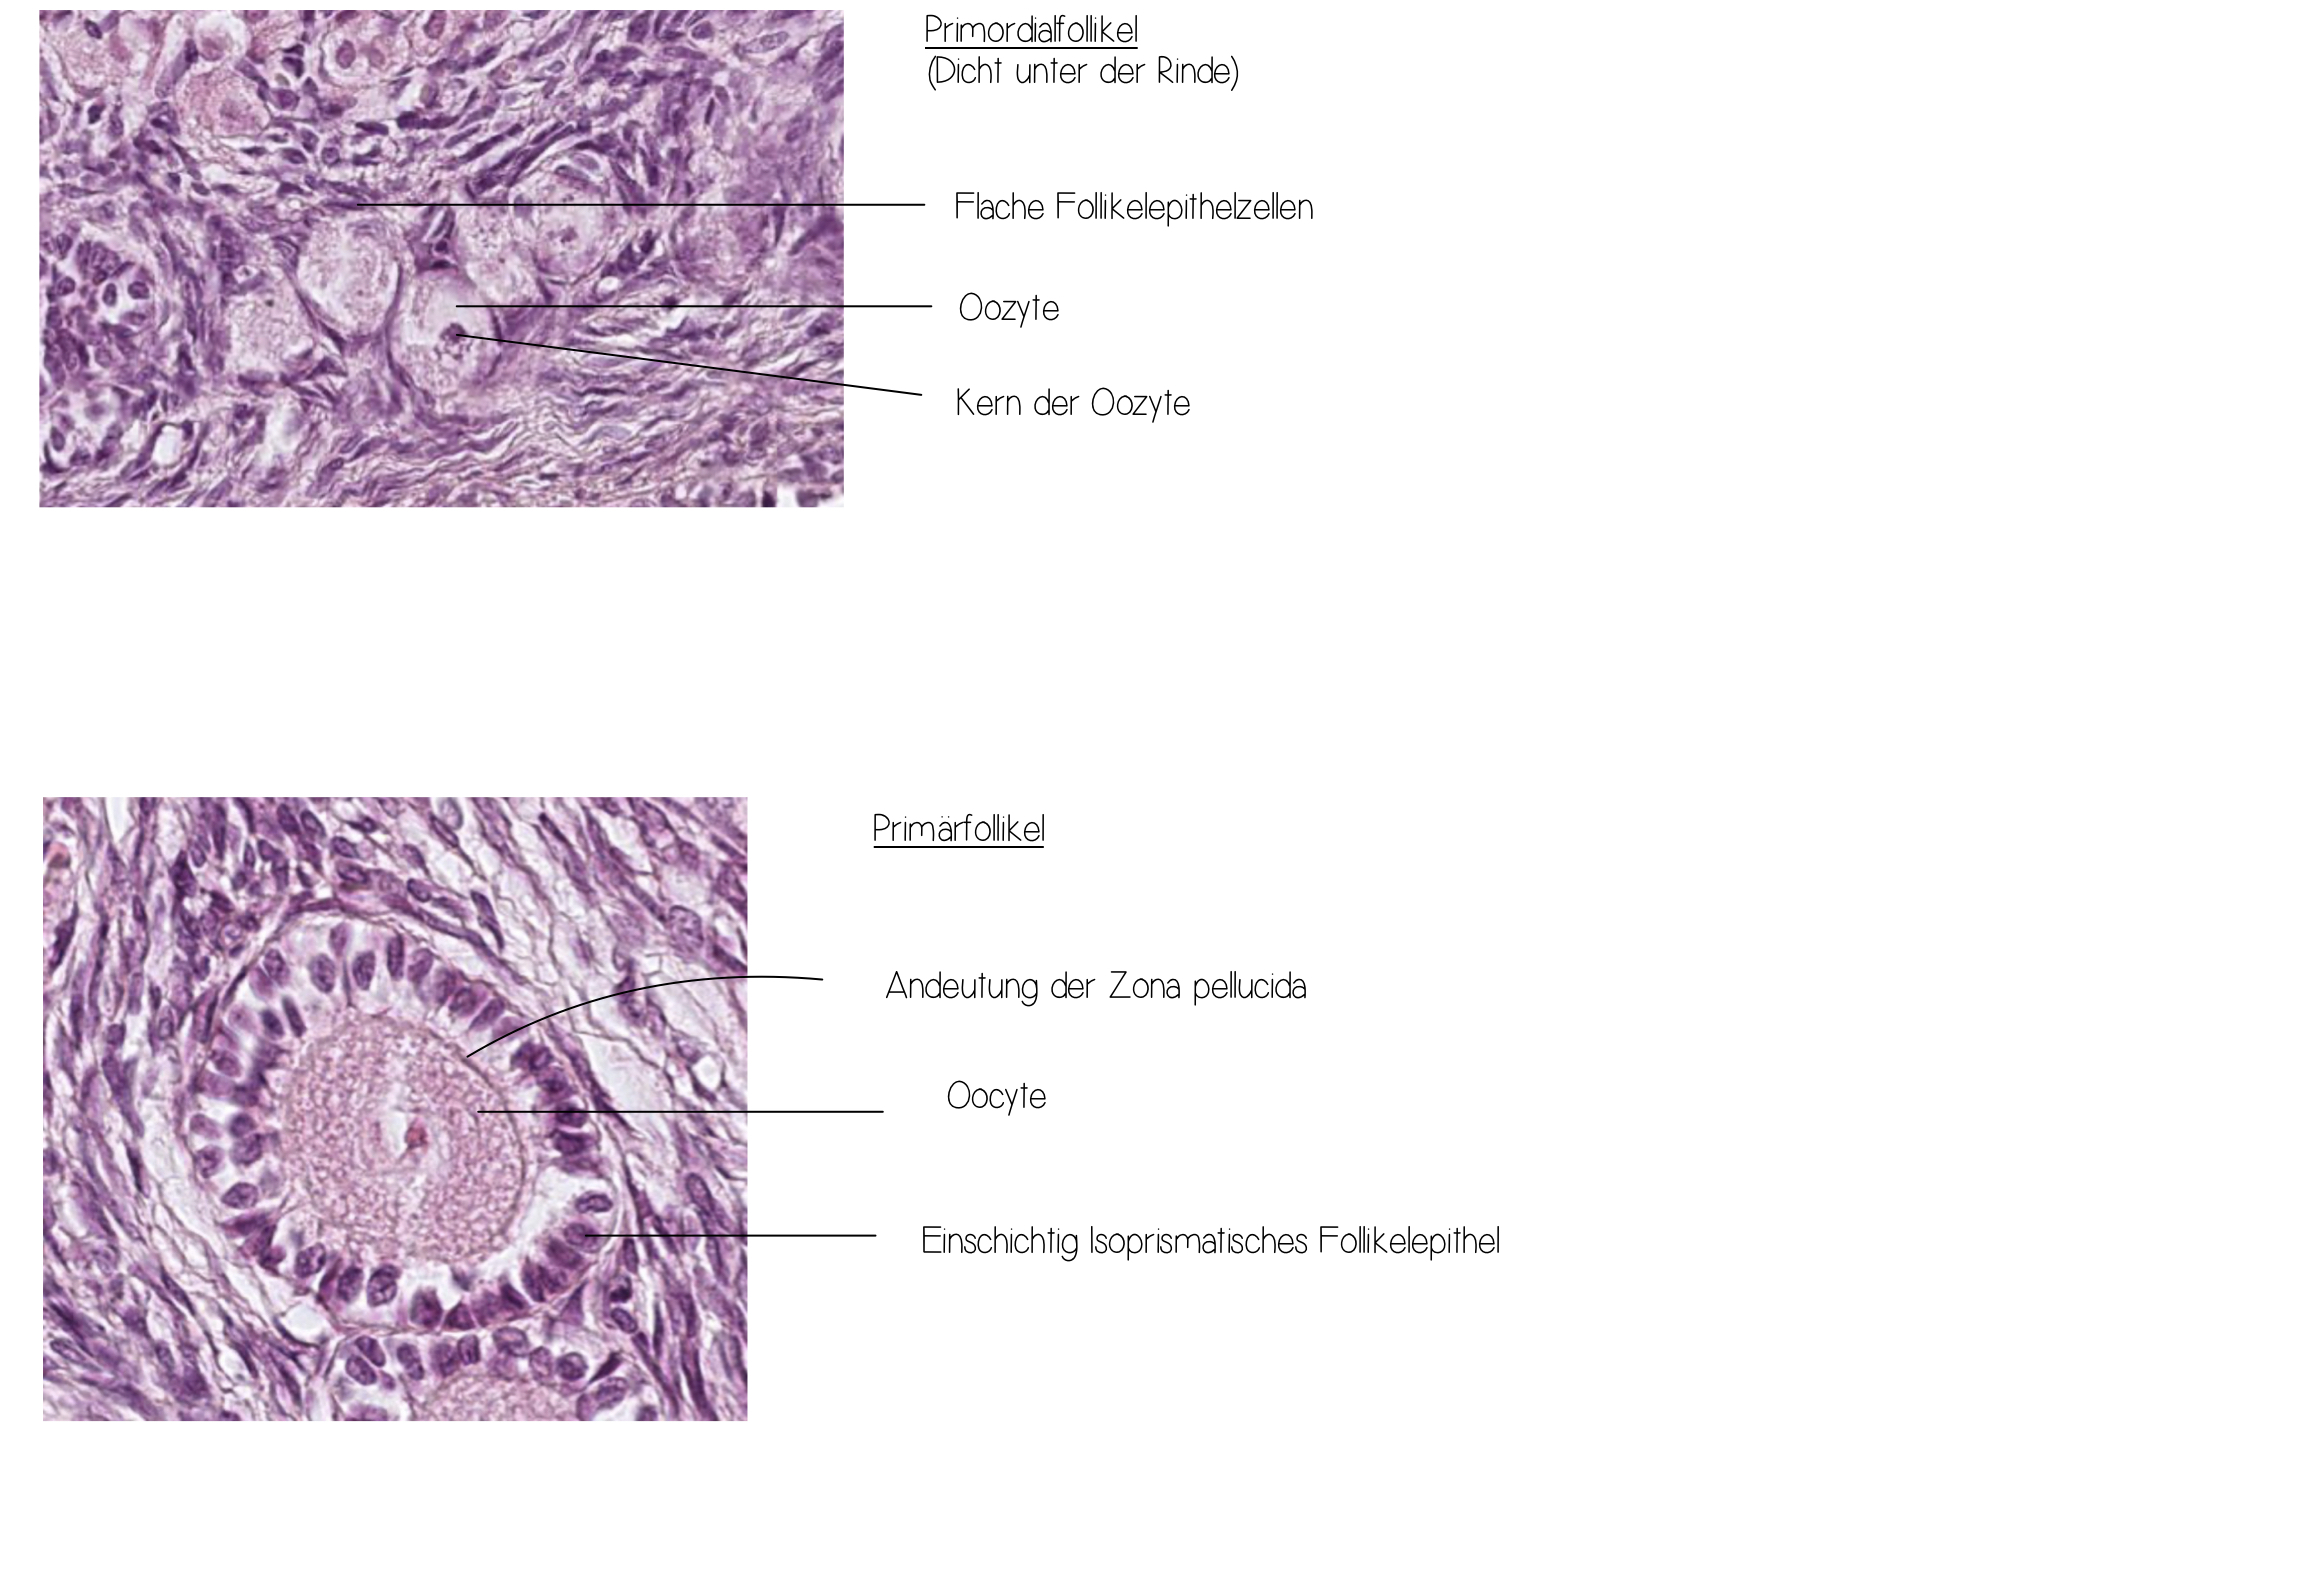 Primordialfollikel
(Dicht unter der Rinde)
Flache Follikelepithelzellen
Oozyte
Kern der Oozyte
Primärfollikel
Andeutung der Zona pellucida
Oocyte
Einschichtig Isoprismatisches Follikelepithel